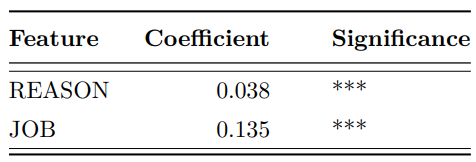 Feature Coefficient Significance
REASON 0.038 ***
JOB 0.135 ***